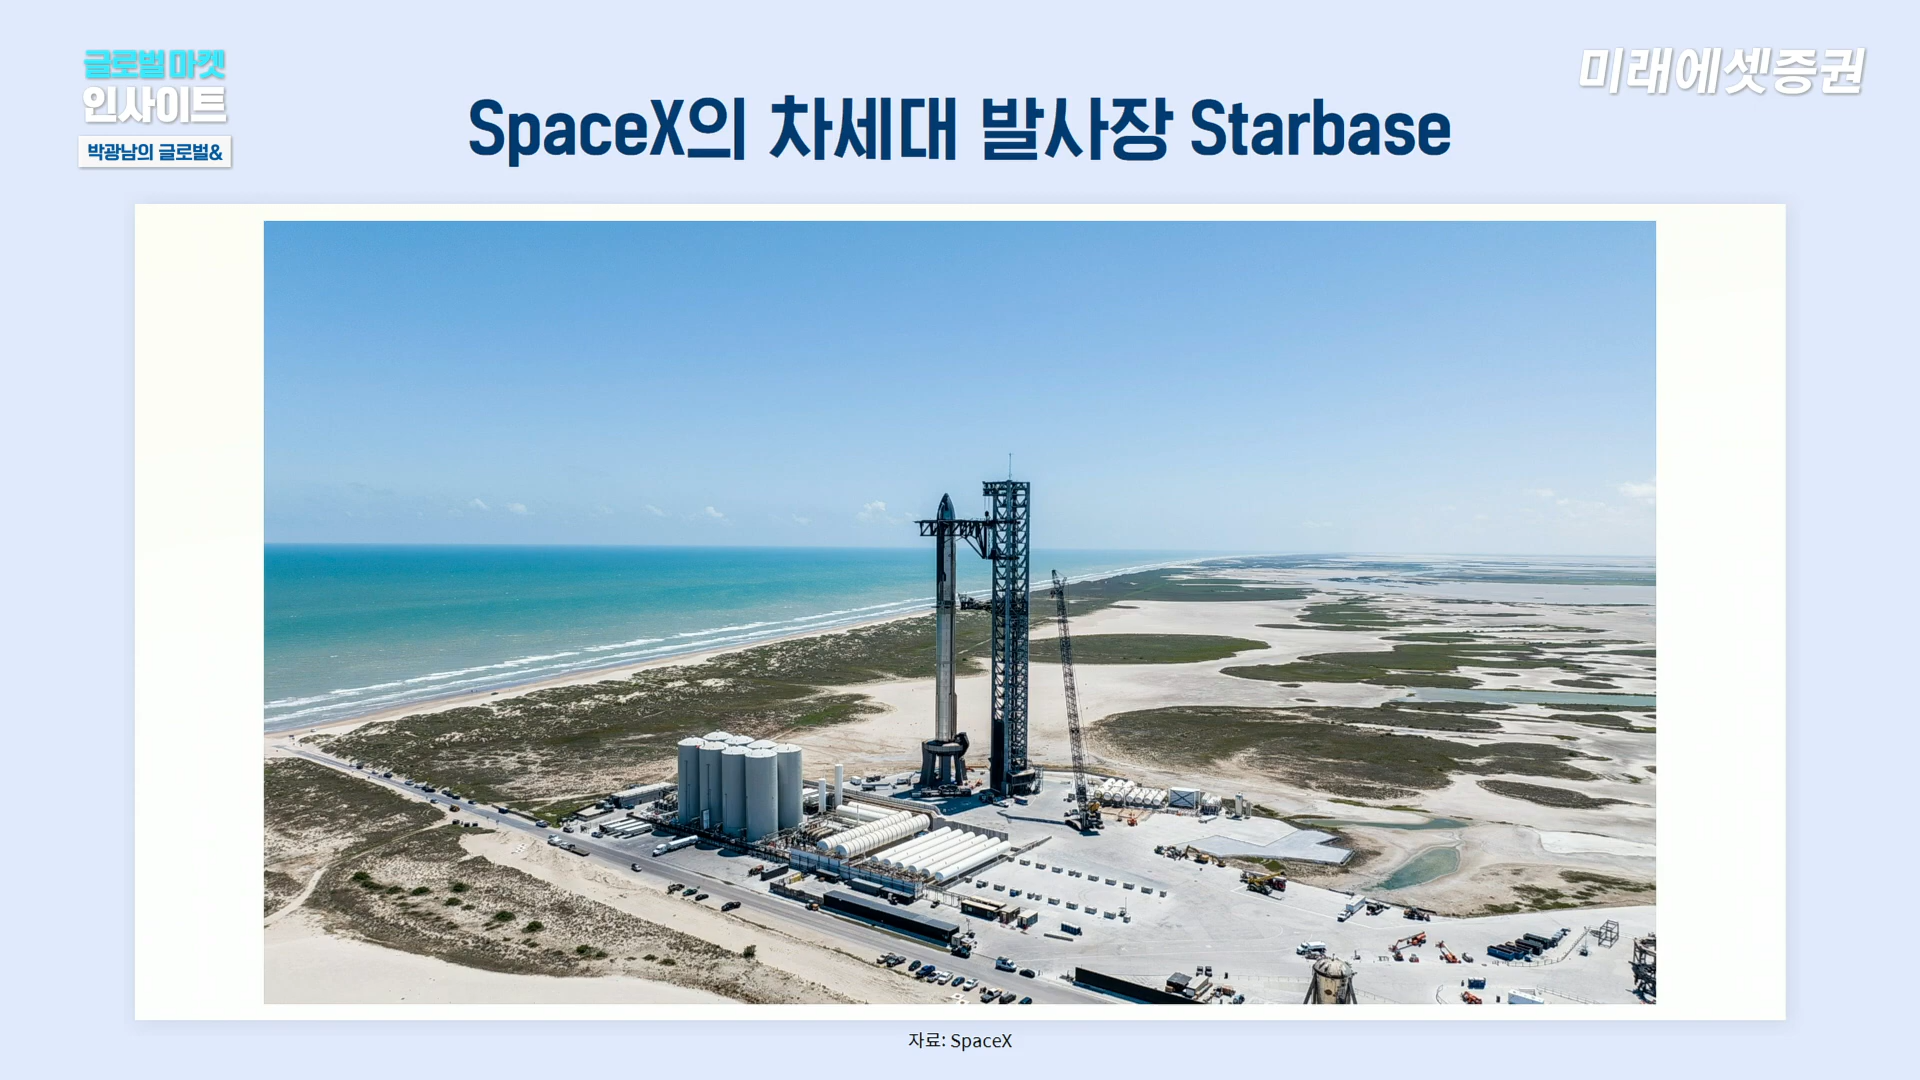 글로벌 마켓
인사이트
박광남의 글로벌&
미래에셋증권
SpaceX의 차세대 발사장 Starbase
자료: SpaceX